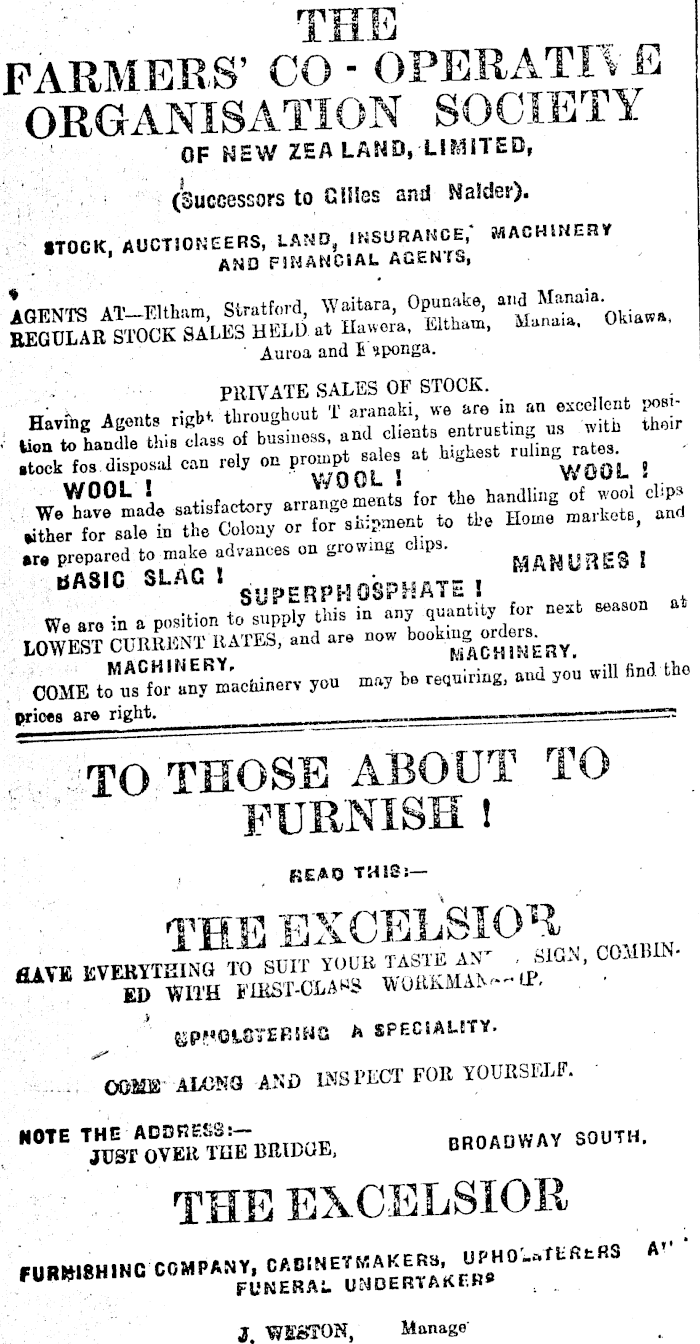 THE
FARMERS' CO-OPERATIVE
ORGANISATION SOCIETY
OF NEW ZEALAND, LIMITED,
(Successors to Gilles and Nalder).
STOCK, AUCTIONEERS, LAND, INSURANCE, MACHINERY
AND FINANCIAL AGENTS,
AGENTS AT—Eltham, Stratford, Waitara, Opunake, and Manaia.
REGULAR STOCK SALES HELD at Hawera, Eltham, Manaia, Okiawa,
Auroa and Kaponga.
PRIVATE SALES OF STOCK.
Having Agents right throughout Taranaki, we are in an excellent posi-
tion to handle this class of business, and clients entrusting us with their
stock fos disposal can rely on prompt sales at highest ruling rates.
WOOL ! WOOL ! WOOL !
We have made satisfactory arrangements for the handling of wool clips
either for sale in the Colony or for shipment to the Home markets, and
are prepared to make advances on growing clips.
BASIC SLAG ! SUPERPHOSPHATE ! MANURES !
We are in a position to supply this in any quantity for next season at
LOWEST CURRENT RATES, and are now booking orders.
MACHINERY. MACHINERY.
COME to us for any machinery you may be requiring, and you will find the
prices are right.
TO THOSE ABOUT TO
FURNISH !
READ THIS:—
THE EXCELSIOR
HAVE EVERYTHING TO SUIT YOUR TASTE SIGN, COMBIN-
ED WITH FIRST-CLASS WORKMANSHIP.
UPHOLSTERING A SPECIALITY.
COME ALONG AND INSPECT FOR YOURSELF.
NOTE THE ADDRESS:—
JUST OVER THE BRIDGE, BROADWAY SOUTH.
THE EXCELSIOR
FURNISHING COMPANY, CABINETMAKERS, UPHOLSTERERS
FUNERAL UNDERTAKERS
J. WESTON, Manage